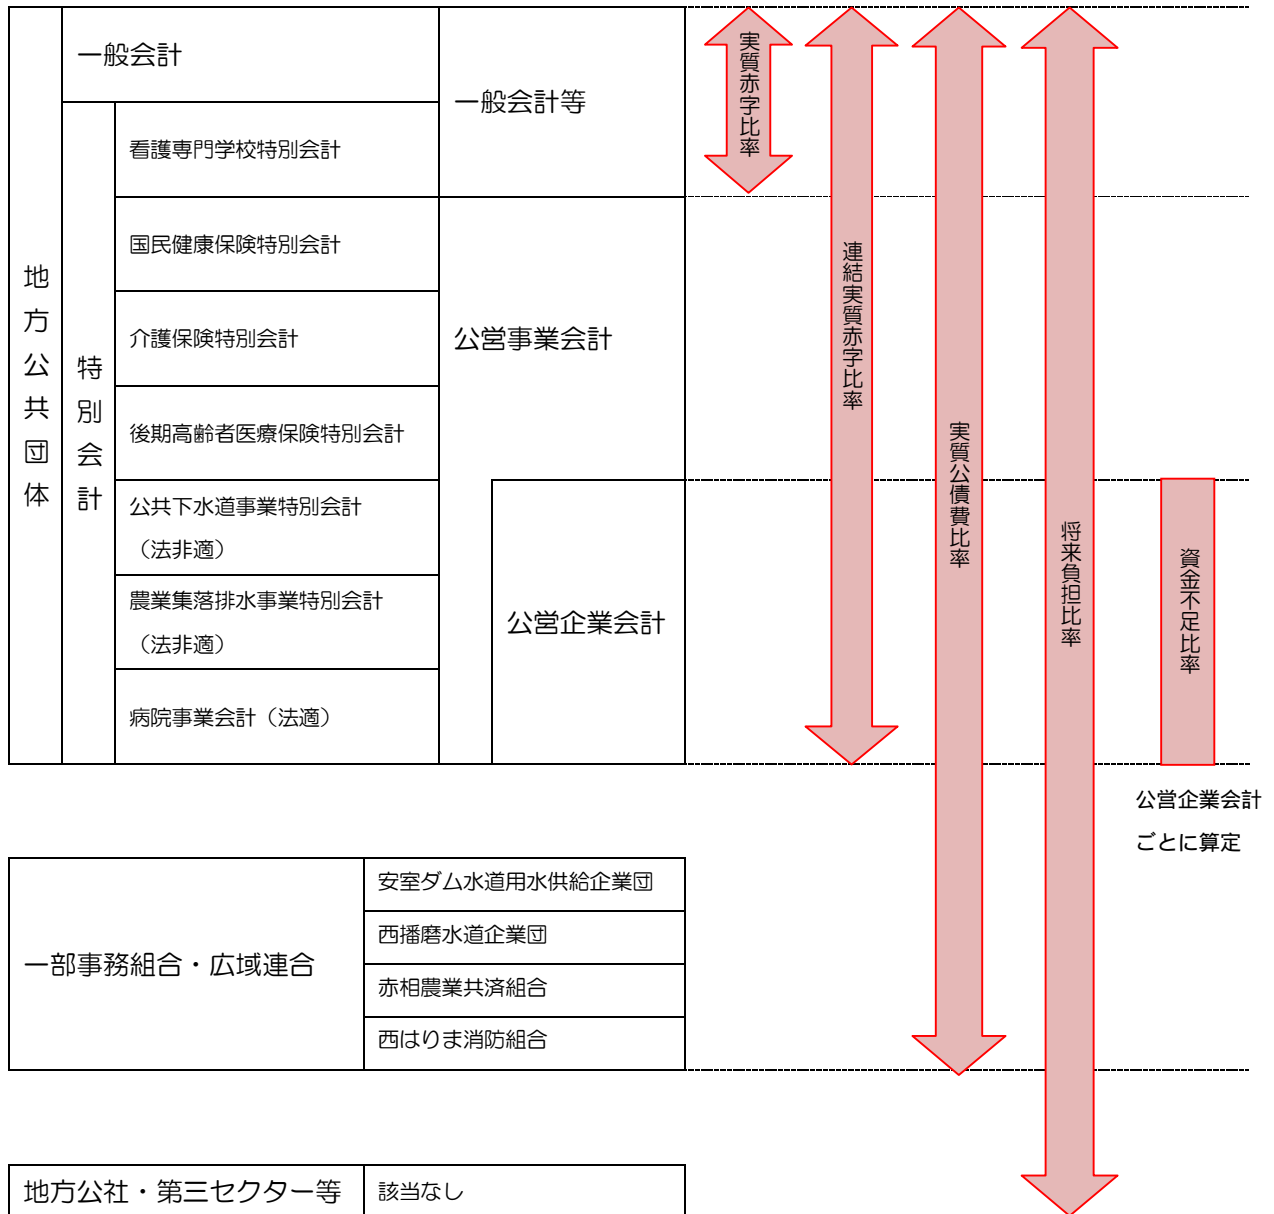 地方公共団体
一般会計
特別会計
看護専門学校特別会計
国民健康保険特別会計
介護保険特別会計
後期高齢者医療保険特別会計
公共下水道事業特別会計
（法非適）
農業集落排水事業特別会計
（法非適）
病院事業会計（法適）
一般会計等
公営事業会計
公営企業会計
実質赤字比率
連結実質赤字比率
実質公債費比率
将来負担比率
資金不足比率
公営企業会計
ごとに算定
一部事務組合・広域連合
安室ダム水道用水供給企業団
西播磨水道企業団
赤相農業共済組合
西はりま消防組合
地方公社・第三セクター等
該当なし